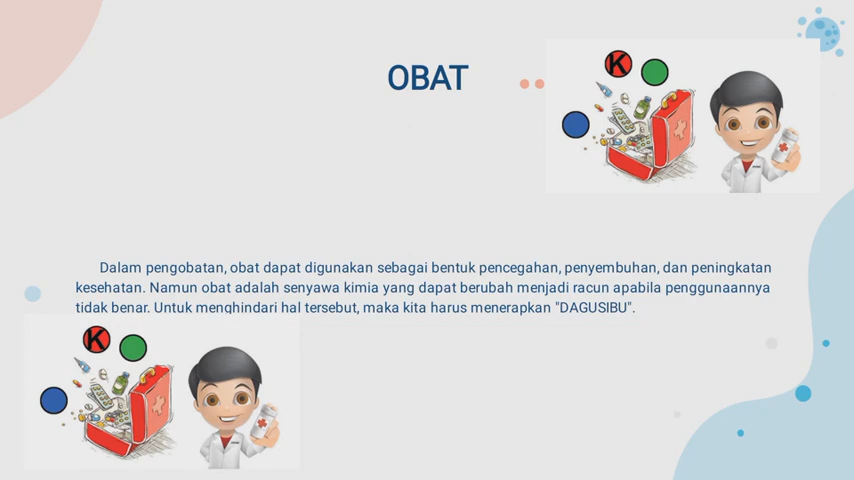 OBAT
K
Dalam pengobatan, obat dapat digunakan sebagai bentuk pencegahan, penyembuhan, dan peningkatan
kesehatan. Namun obat adalah senyawa kimia yang dapat berubah menjadi racun apabila penggunaannya
tidak benar. Untuk menghindari hal tersebut, maka kita harus menerapkan "DAGUSIBU".
K